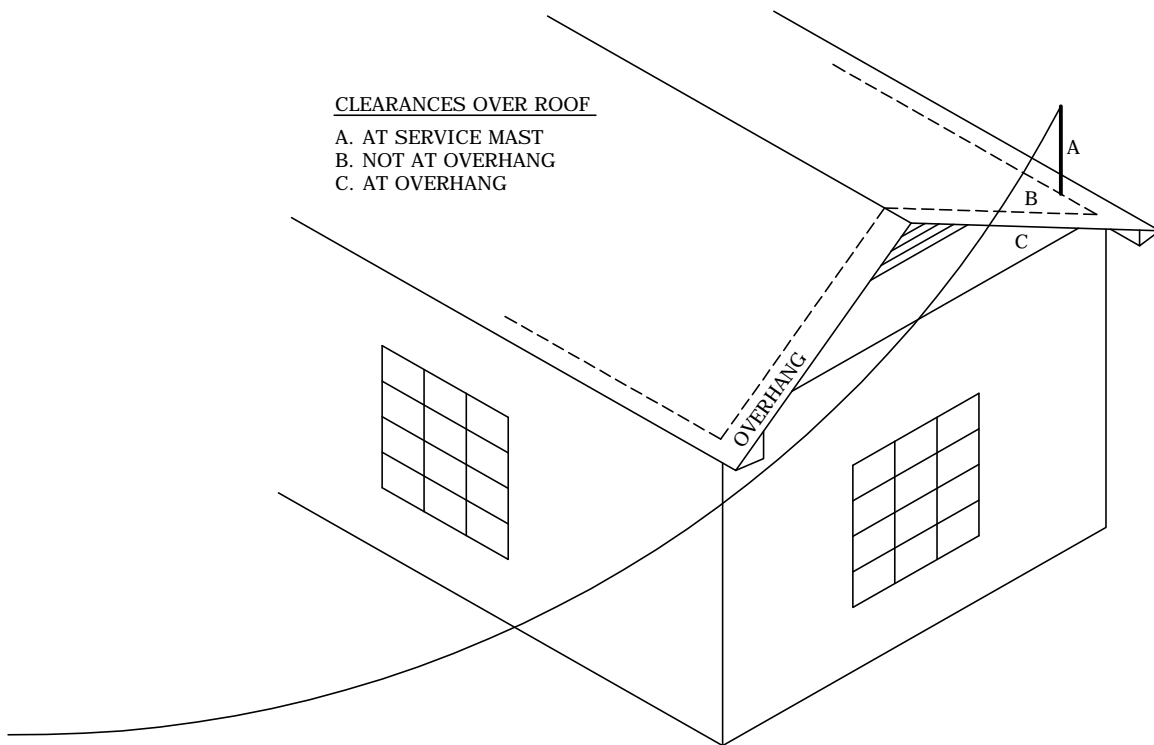 CLEARANCES OVER ROOF
A. AT SERVICE MAST
B. NOT AT OVERHANG
C. AT OVERHANG
A
B
C
OVERHANG